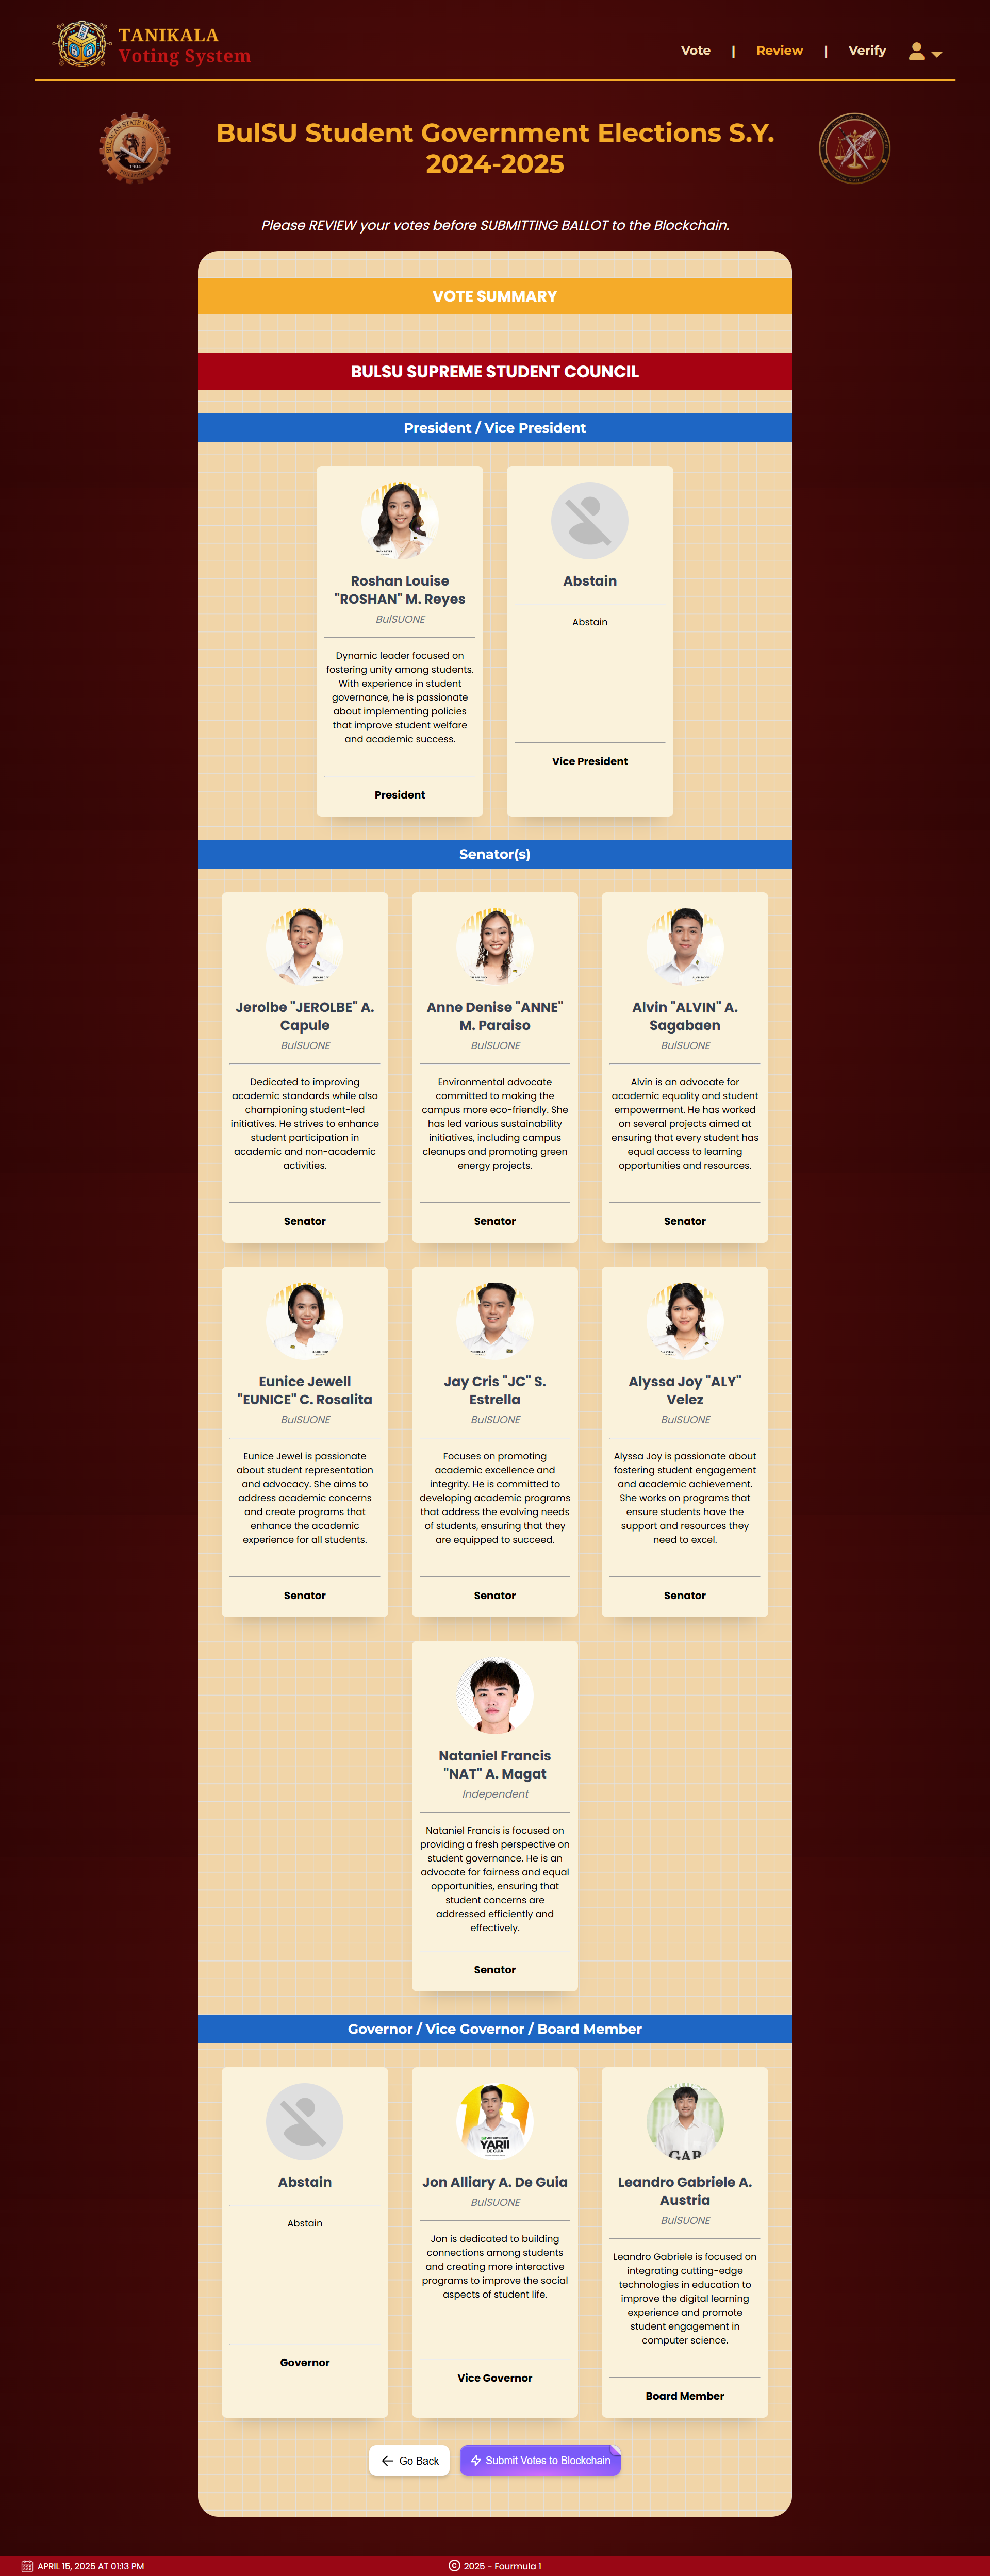 TANIKALA
Voting System
Vote | Review | Verify
BulSU Student Government Elections S.Y.
2024-2025
Please REVIEW your votes before SUBMITTING BALLOT to the Blockchain.
VOTE SUMMARY
BULSU SUPREME STUDENT COUNCIL
President / Vice President
Roshan Louise
"ROSHAN" M. Reyes
BulSUONE
Dynamic leader focused on
fostering unity among students.
With experience in student
governance, he is passionate
about implementing policies
that improve student welfare
and academic success.
President
Abstain
Abstain
Vice President
Senator(s)
Jerolbe "JEROLBE" A.
Capule
BulSUONE
Dedicated to improving
academic standards while also
championing student-led
initiatives. He strives to enhance
student participation in
academic and non-academic
activities.
Senator
Anne Denise "ANNE"
M. Paraiso
BulSUONE
Environmental advocate
committed to making the
campus more eco-friendly. She
has led various sustainability
initiatives, including campus
cleanups and promoting green
energy projects.
Senator
Alvin "ALVIN" A.
Sagabaen
BulSUONE
Alvin is an advocate for
academic equality and student
empowerment. He has worked
on several projects aimed at
ensuring that every student has
equal access to learning
opportunities and resources.
Senator
Eunice Jewell
"EUNICE" C. Rosalita
BulSUONE
Eunice Jewel is passionate
about student representation
and advocacy. She aims to
address academic concerns
and create programs that
enhance the academic
experience for all students.
Senator
Jay Cris "JC" S.
Estrella
BulSUONE
Focuses on promoting
academic excellence and
integrity. He is committed to
developing academic programs
that address the evolving needs
of students, ensuring that they
are equipped to succeed.
Senator
Alyssa Joy "ALY"
Velez
BulSUONE
Alyssa Joy is passionate about
fostering student engagement
and academic achievement.
She works on programs that
ensure students have the
support and resources they
need to excel.
Senator
Nataniel Francis
"NAT" A. Magat
Independent
Nataniel Francis is focused on
providing a fresh perspective on
student governance. He is an
advocate for fairness and equal
opportunities, ensuring that
student concerns are
addressed efficiently and
effectively.
Senator
Governor / Vice Governor / Board Member
Abstain
Abstain
Governor
YARII
DE GUIA
Jon Alliary A. De Guia
BulSUONE
Jon is dedicated to building
connections among students
and creating more interactive
programs to improve the social
aspects of student life.
Vice Governor
GAB
Leandro Gabriele A.
Austria
BulSUONE
Leandro Gabriele is focused on
integrating cutting-edge
technologies in education to
improve the digital learning
experience and promote
student engagement in
computer science.
Board Member
Go Back
Submit Votes to Blockchain
APRIL 15, 2025 AT 01:13 PM
© 2025 - Fourmula 1